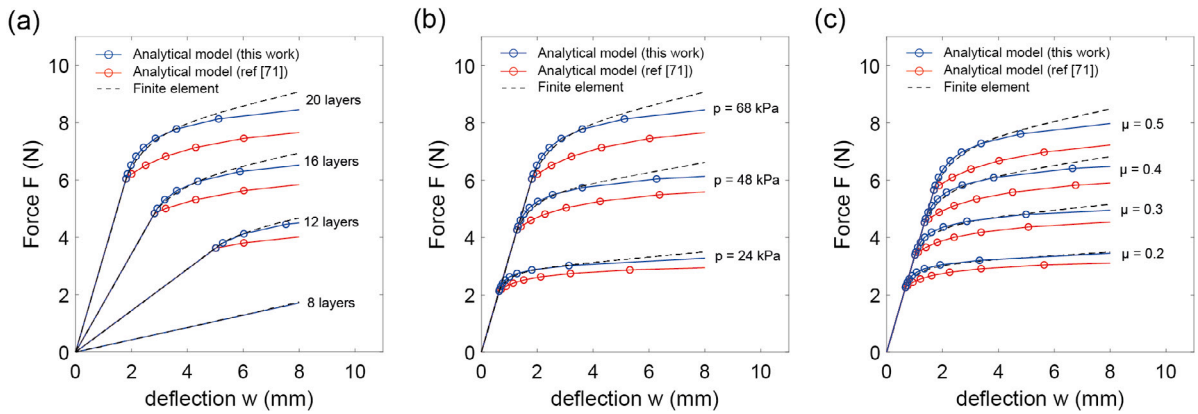 (a)
Analytical model (this work)
Analytical model (ref [71])
Finite element
20 layers
16 layers
12 layers
8 layers
Force F (N)
10
8
6
4
2
0
0 2 4 6 8 10
deflection w (mm)
(b)
Analytical model (this work)
Analytical model (ref [71])
Finite element
p = 68 kPa
p = 48 kPa
p = 24 kPa
Force F (N)
10
8
6
4
2
0
0 2 4 6 8 10
deflection w (mm)
(c)
Analytical model (this work)
Analytical model (ref [71])
Finite element
μ = 0.5
μ = 0.4
μ = 0.3
μ = 0.2
Force F (N)
10
8
6
4
2
0
0 2 4 6 8 10
deflection w (mm)